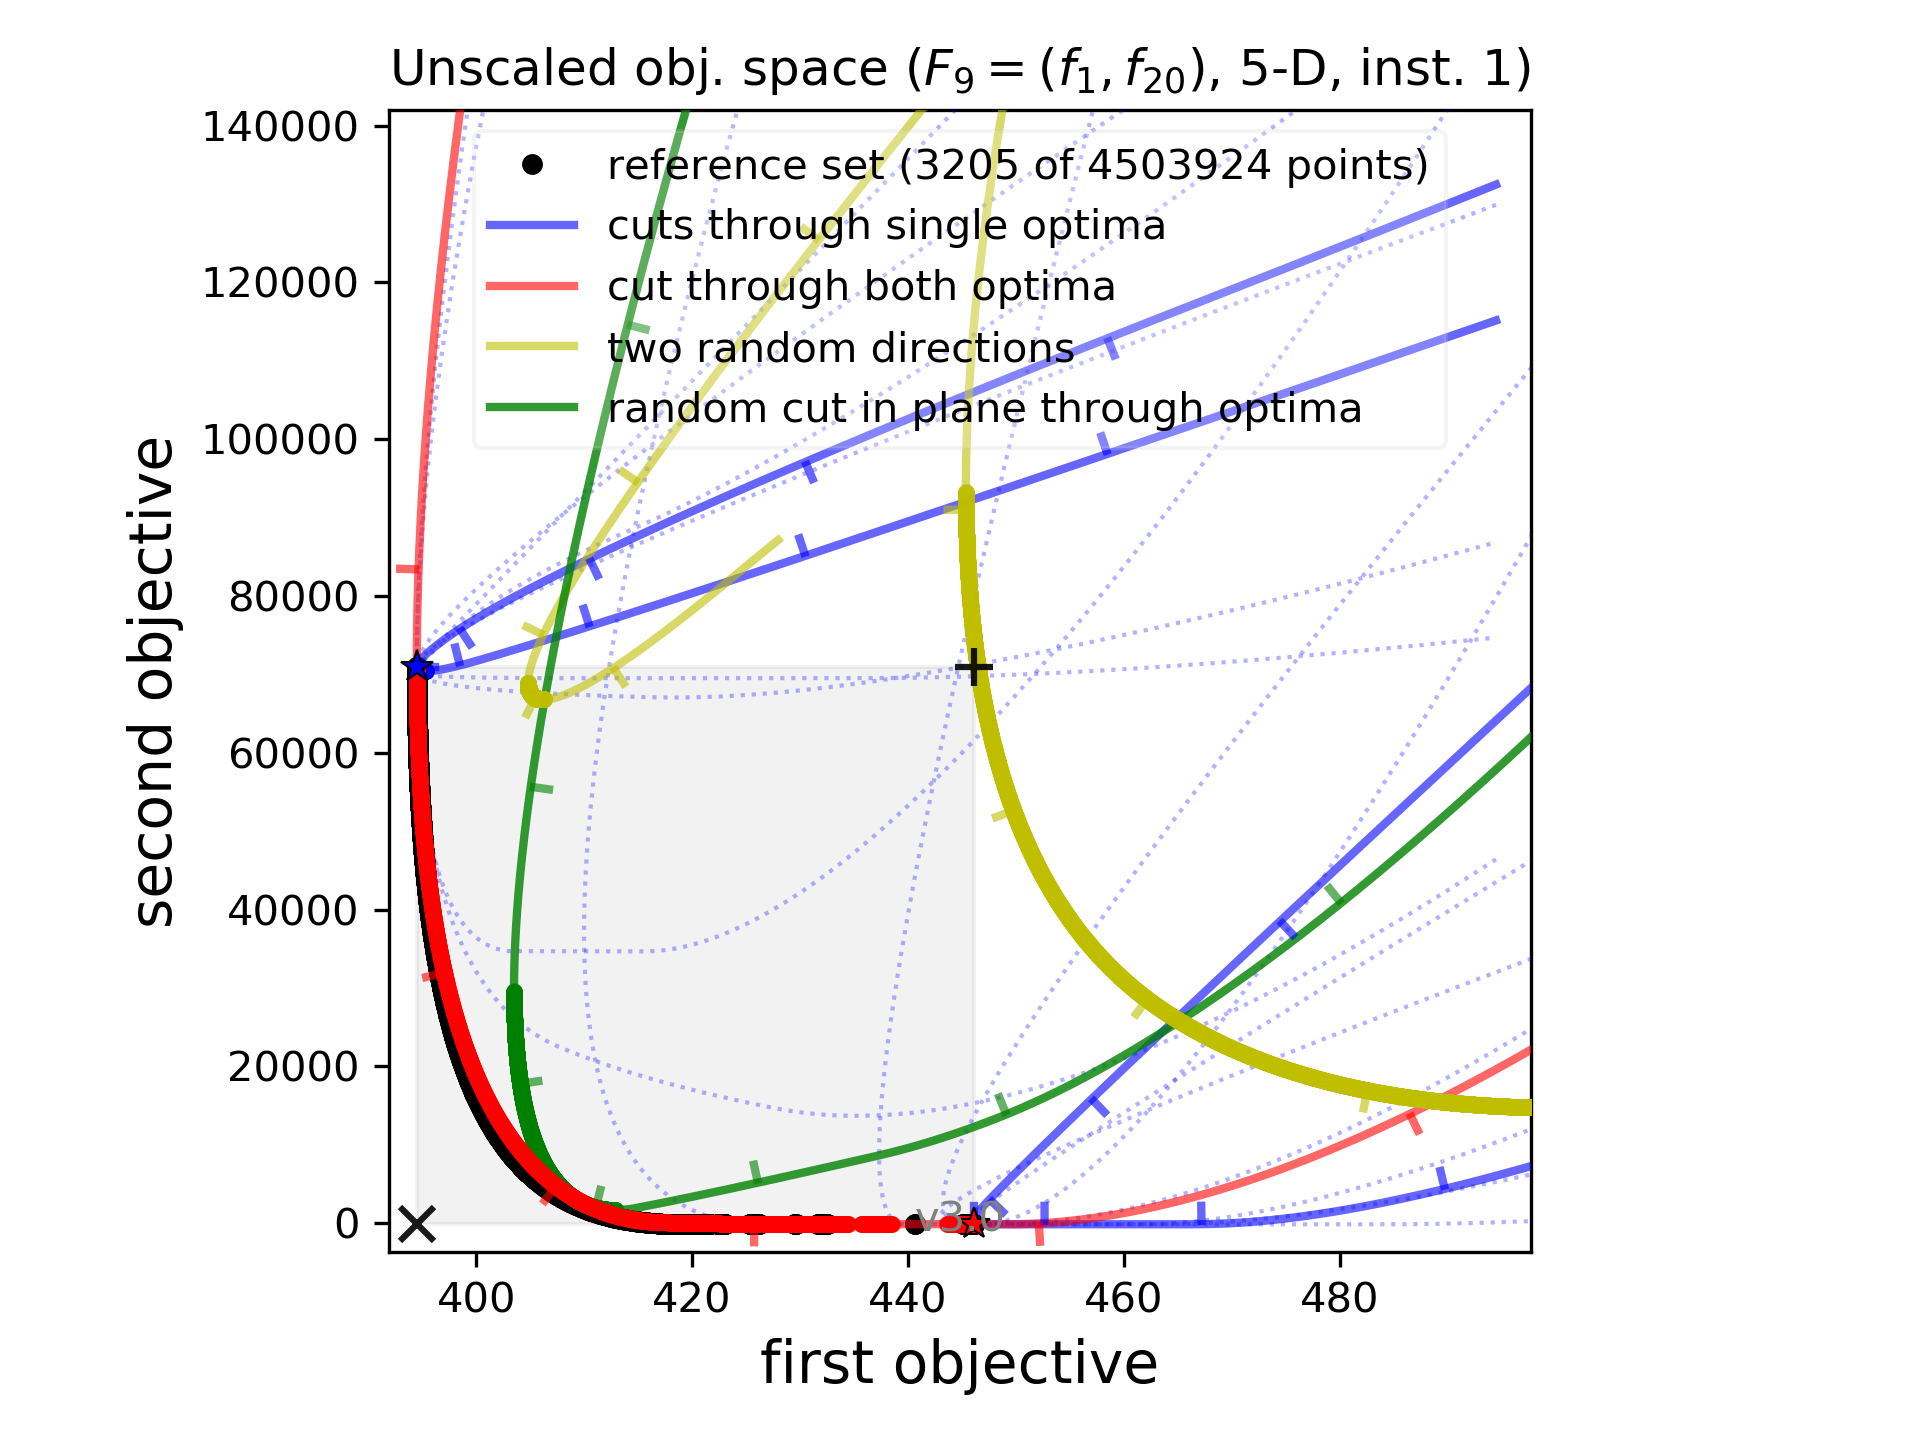 Unscaled obj. space (F₉ = (f₁, f₂₀), 5-D, inst. 1)
140000
120000
100000
80000
60000
40000
20000
0
second objective
reference set (3205 of 4503924 points)
cuts through single optima
cut through both optima
two random directions
random cut in plane through optima
v3.0
400 420 440 460 480
first objective